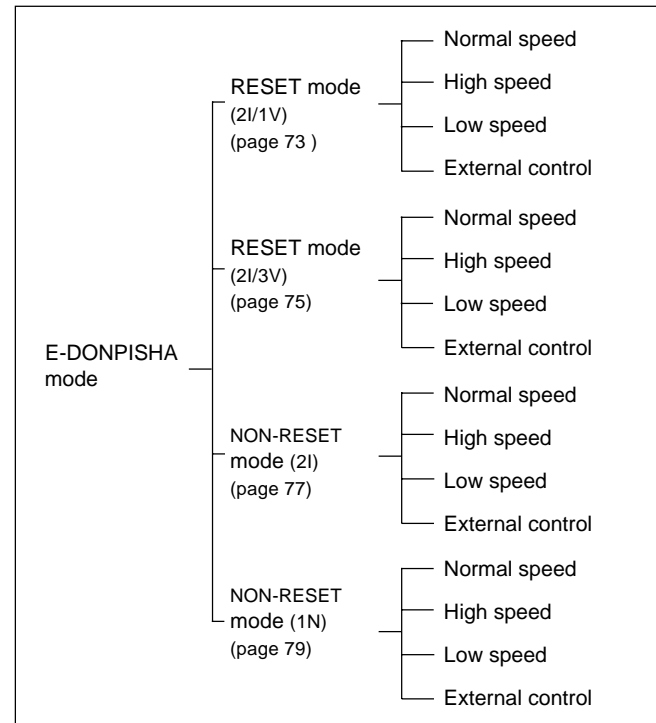 E-DONPISHA
mode
RESET mode
(2I/1V)
(page 73 )
Normal speed
High speed
Low speed
External control
RESET mode
(2I/3V)
(page 75)
Normal speed
High speed
Low speed
External control
NON-RESET
mode (2I)
(page 77)
Normal speed
High speed
Low speed
External control
NON-RESET
mode (1N)
(page 79)
Normal speed
High speed
Low speed
External control